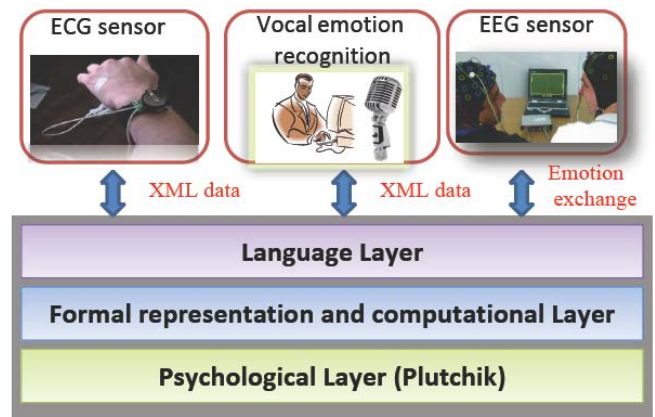 ECG sensor
Vocal emotion
recognition
EEG sensor
XML data
XML data
Emotion
exchange
Language Layer
Formal representation and computational Layer
Psychological Layer (Plutchik)